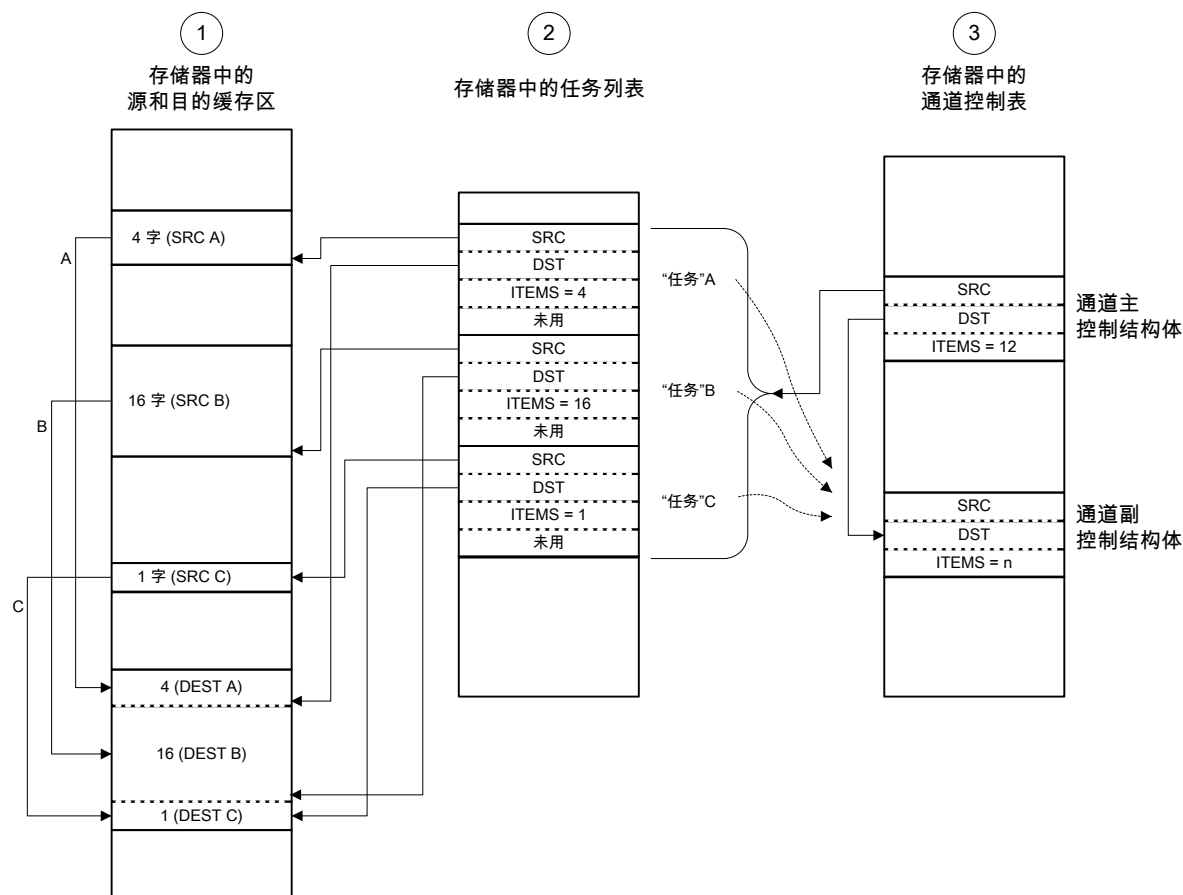 1
存储器中的
源和目的缓存区
4 字 (SRC A)
16 字 (SRC B)
1 字 (SRC C)
4 (DEST A)
16 (DEST B)
1 (DEST C)
A
B
C
2
存储器中的任务列表
SRC
DST
ITEMS = 4
未用
SRC
DST
ITEMS = 16
未用
SRC
DST
ITEMS = 1
未用
“任务”A
“任务”B
“任务”C
3
存储器中的
通道控制表
SRC
DST
ITEMS = 12
通道主
控制结构体
SRC
DST
ITEMS = n
通道副
控制结构体